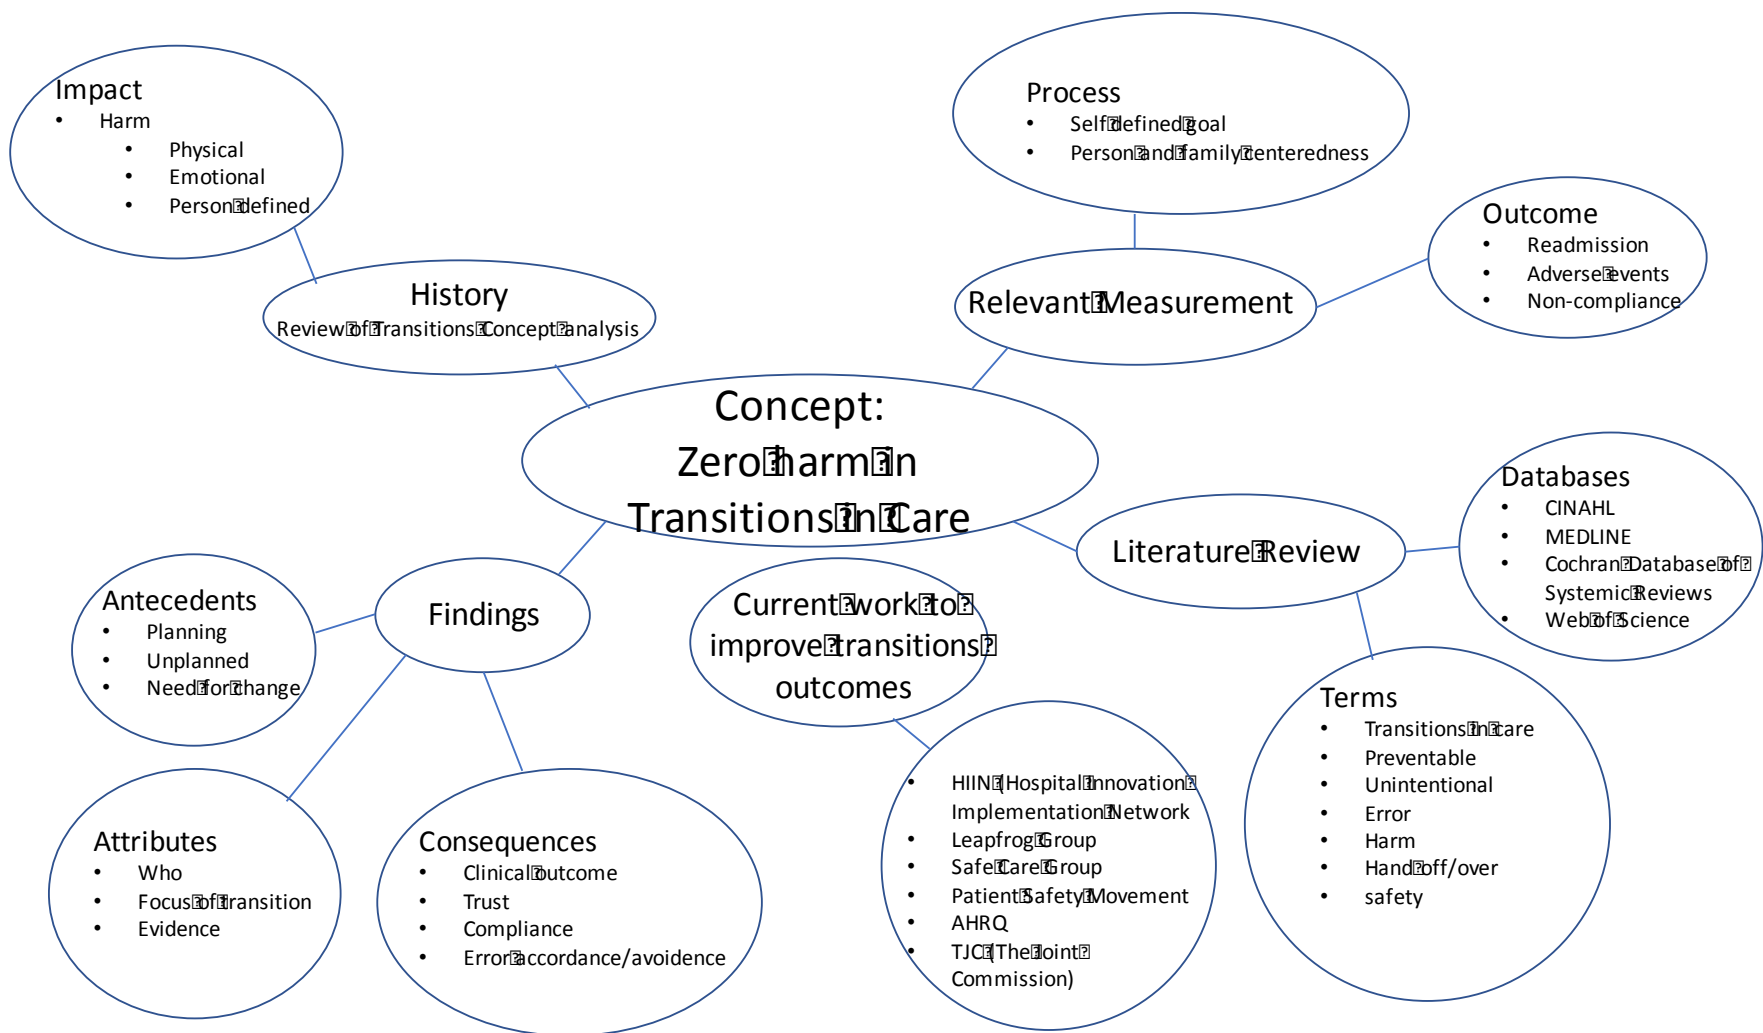 Impact
• Harm
• Physical
• Emotional
• Person defined
History
Review of Transitions Concept analysis
Process
• Self defined goal
• Person and family centeredness
Relevant Measurement
Outcome
• Readmission
• Adverse events
• Non-compliance
Concept:
Zero harm in
Transitions in Care
Literature Review
Databases
• CINAHL
• MEDLINE
• Cochran Database of
Systemic Reviews
• Web of Science
Terms
• Transitions in care
• Preventable
• Unintentional
• Error
• Harm
• Hand off/over
• safety
Current work to
improve transitions
outcomes
• HIIN (Hospital Innovation
Implementation Network
• Leapfrog Group
• Safe Care Group
• Patient Safety Movement
• AHRQ
• TJC (The Joint
Commission)
Findings
Antecedents
• Planning
• Unplanned
• Need for change
Attributes
• Who
• Focus of transition
• Evidence
Consequences
• Clinical outcome
• Trust
• Compliance
• Error accordance/avoidence